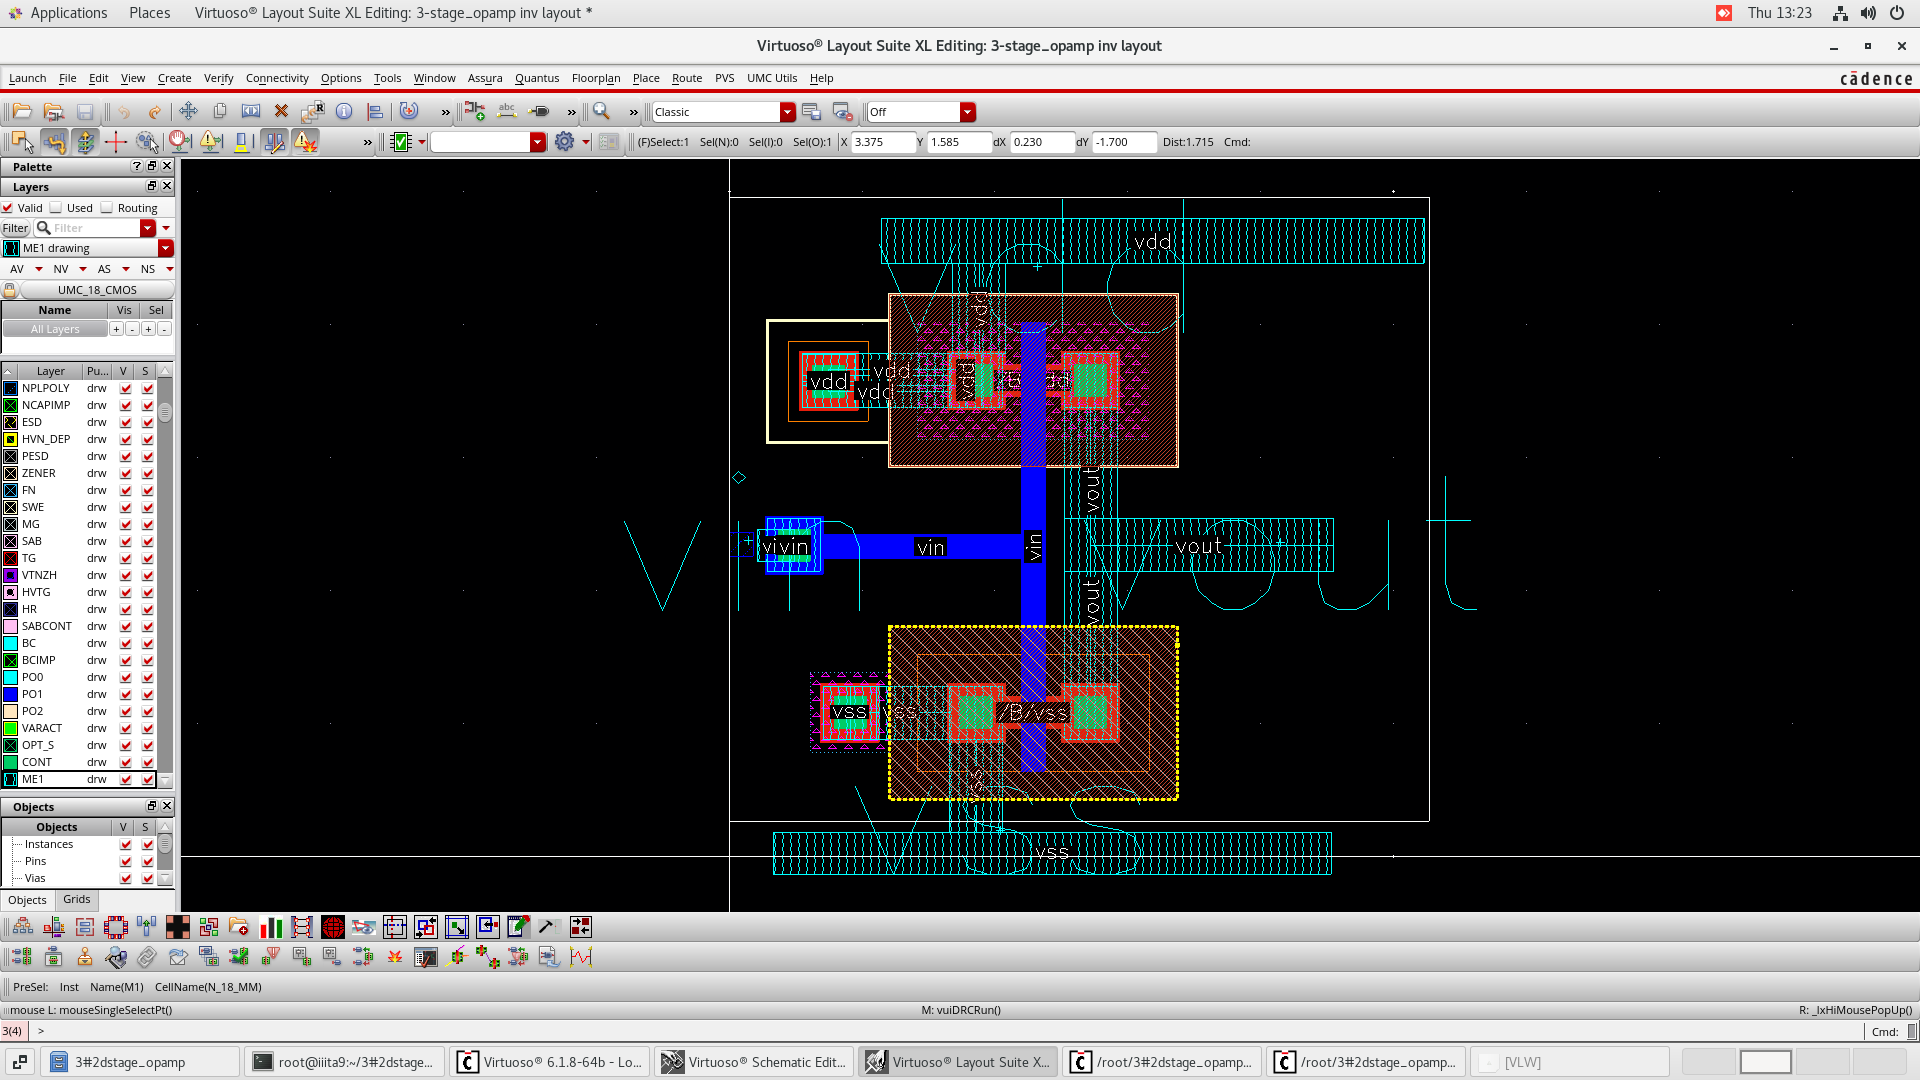 Applications Places Virtuoso® Layout Suite XL Editing: 3-stage_opamp inv layout * Thu 13:23
Virtuoso® Layout Suite XL Editing: 3-stage_opamp inv layout
Launch File Edit View Create Verify Connectivity Options Tools Window Assura Quantus Floorplan Place Route PVS UMC Utils Help cādence
» » » Classic Off
» (F)Select:1 Sel(N):0 Sel(I):0 Sel(O):1 X 3.375 Y 1.585 dX 0.230 dY -1.700 Dist:1.715 Cmd:
Palette
Layers
Valid Used Routing
Filter Filter
ME1 drawing
AV NV AS NS
UMC_18_CMOS
Name Vis Sel
All Layers + - + -
Layer Pu... V S
NPLPOLY drw
NCAPIMP drw
ESD drw
HVN_DEP drw
PESD drw
ZENER drw
FN drw
SWE drw
MG drw
SAB drw
TG drw
VTNZH drw
HVTG drw
HR drw
SABCONT drw
BC drw
BCIMP drw
PO0 drw
PO1 drw
PO2 drw
VARACT drw
OPT_S drw
CONT drw
ME1 drw
Objects
Objects V S
Instances
Pins
Vias
Objects Grids
vdd
vdd
vdd
vdd
vdd
vdd
vout
vin
vin
vin
vout
vout
vout
vss
vss
/B/vss
vss
vss
PreSel: Inst Name(M1) CellName(N_18_MM)
mouse L: mouseSingleSelectPt() M: vuiDRCRun() R: _lxHiMousePopUp()
3(4) > Cmd:
3#2dstage_opamp root@iiita9:~/3#2dstage... Virtuoso® 6.1.8-64b - Lo... Virtuoso® Schematic Edit... Virtuoso® Layout Suite X... /root/3#2dstage_opamp... /root/3#2dstage_opamp... [VLW]